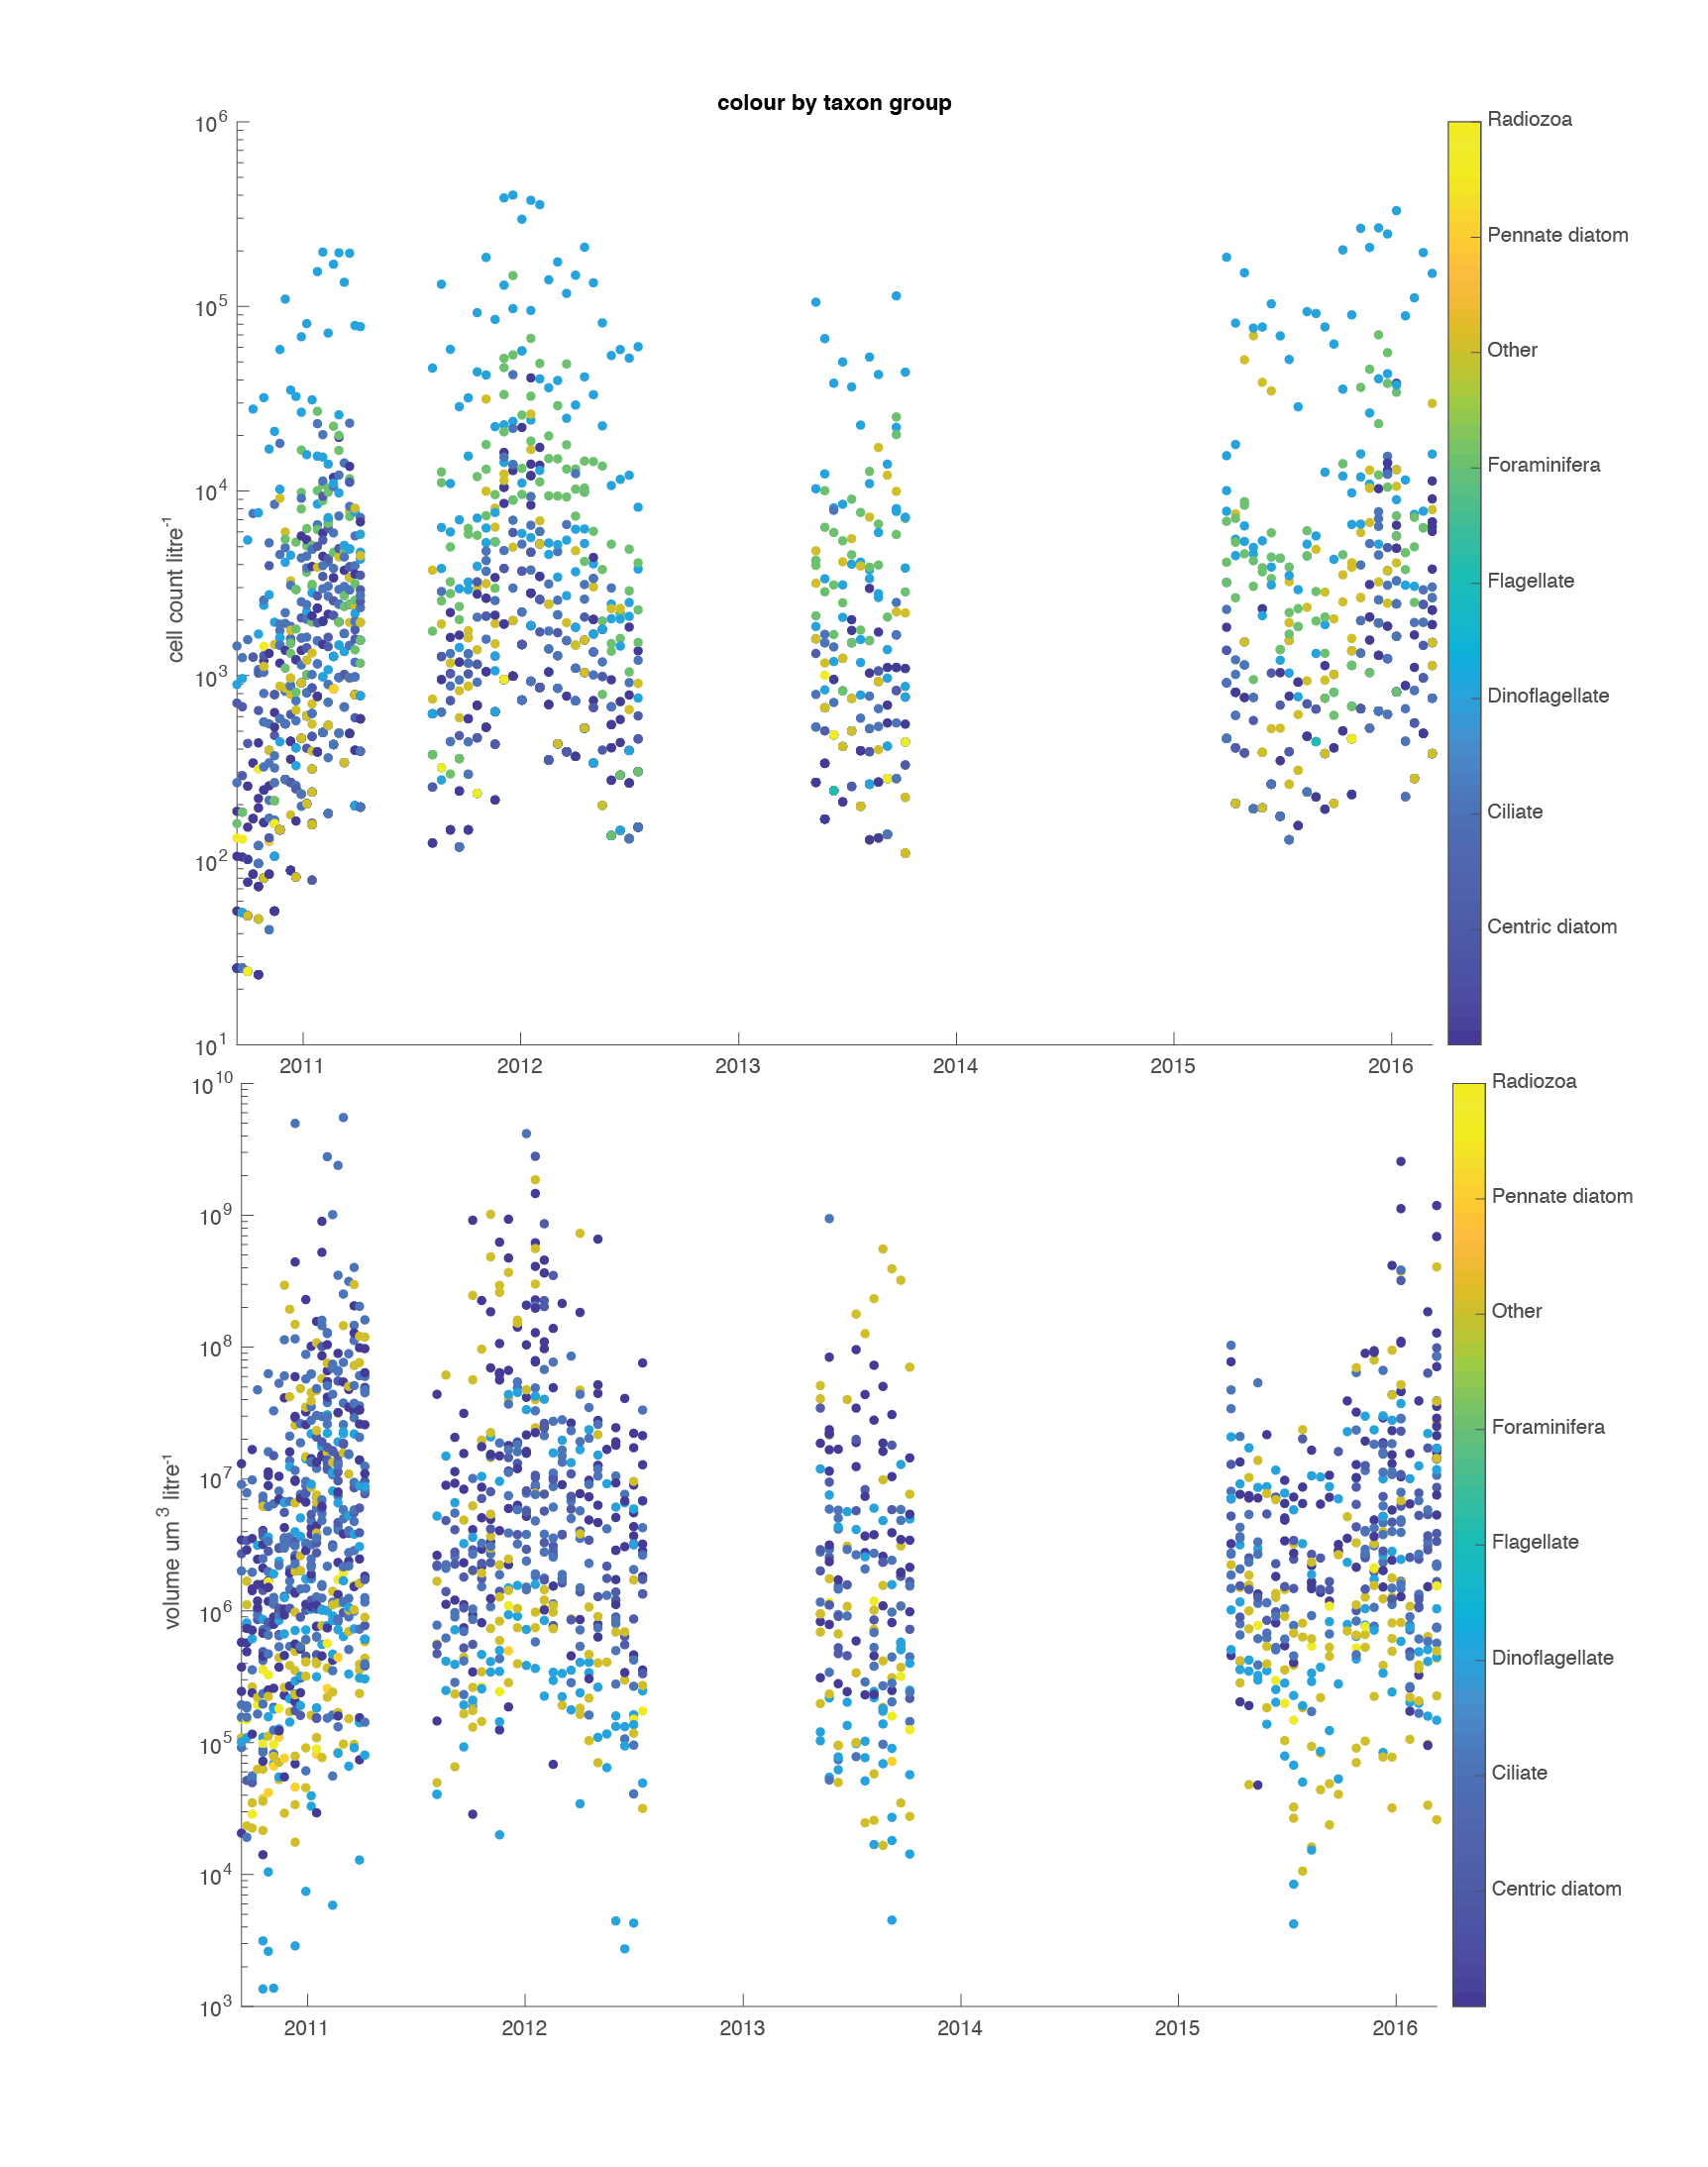 colour by taxon group
10^6
10^5
10^4
10^3
10^2
10^1
cell count litre^-1
2011 2012 2013 2014 2015 2016
Radiozoa
Pennate diatom
Other
Foraminifera
Flagellate
Dinoflagellate
Ciliate
Centric diatom
10^10
10^9
10^8
10^7
10^6
10^5
10^4
10^3
volume um^3 litre^-1
2011 2012 2013 2014 2015 2016
Radiozoa
Pennate diatom
Other
Foraminifera
Flagellate
Dinoflagellate
Ciliate
Centric diatom